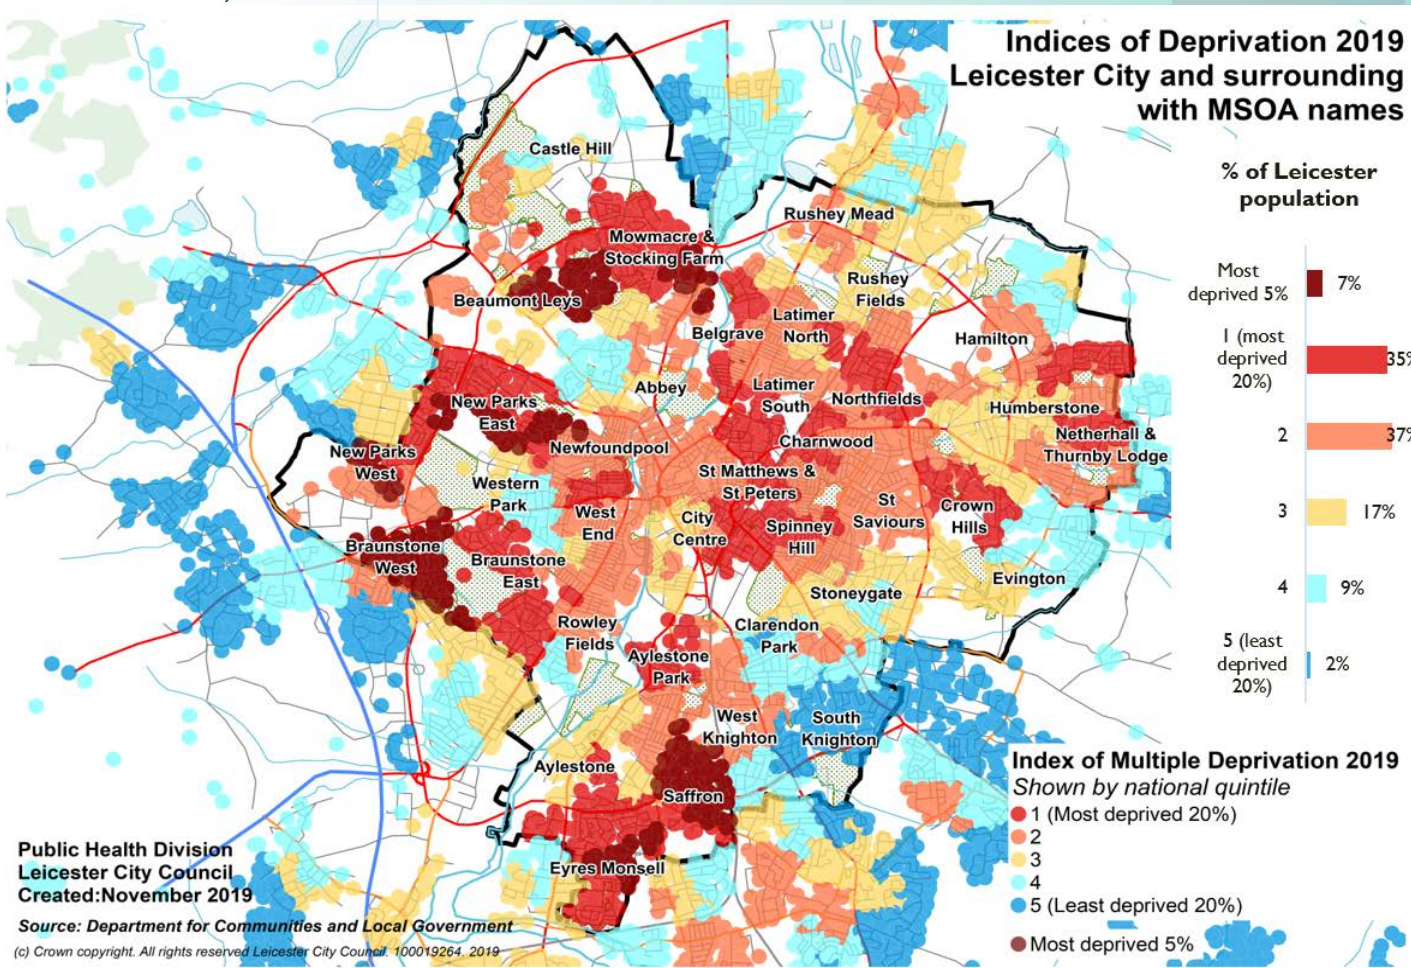 Indices of Deprivation 2019
Leicester City and surrounding
with MSOA names
% of Leicester
population
Most
deprived 5%
7%
1 (most
deprived
20%)
35%
2
37%
3
17%
4
9%
5 (least
deprived
20%)
2%
Castle Hill
Rushey Mead
Mowmacre &
Stocking Farm
Rushey
Fields
Beaumont Leys
Latimer
North
Belgrave
Hamilton
Abbey
Latimer
South
Northfields
New Parks
East
Humberstone
Charnwood
Netherhall &
Thurnby Lodge
Newfoundpool
New Parks
West
St Matthews &
St Peters
Western
Park
West
End
City
Centre
Spinney
Hill
St
Saviours
Crown
Hills
Braunstone
West
Braunstone
East
Evington
Stoneygate
Rowley
Fields
Clarendon
Park
Aylestone
Park
West
Knighton
South
Knighton
Aylestone
Saffron
Eyres Monsell
Index of Multiple Deprivation 2019
Shown by national quintile
1 (Most deprived 20%)
2
3
4
5 (Least deprived 20%)
Most deprived 5%
Public Health Division
Leicester City Council
Created:November 2019
Source: Department for Communities and Local Government
(c) Crown copyright. All rights reserved Leicester City Council. 100019264. 2019